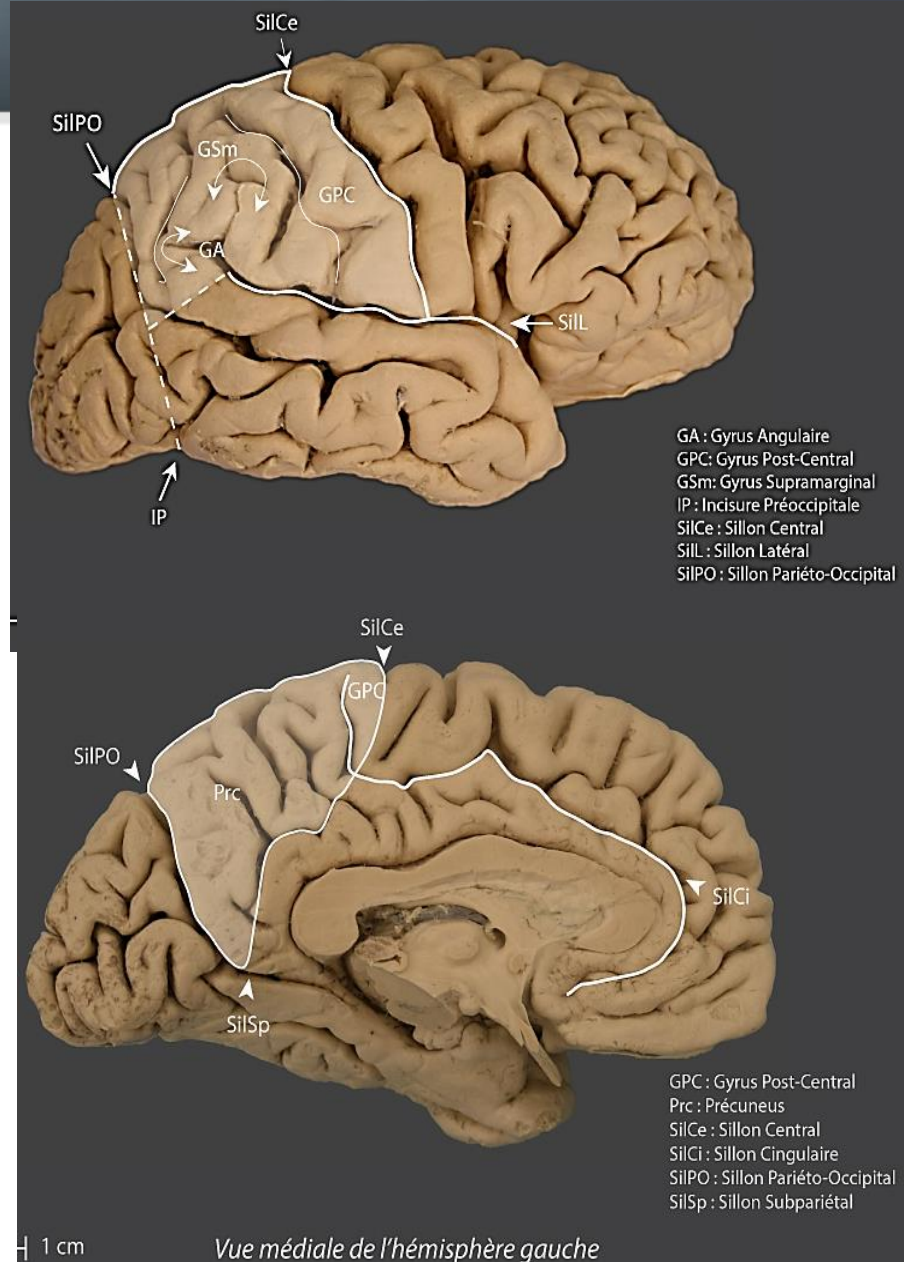 SilCe
SilPO
GSm
GPC
GA
SilL
IP
GA : Gyrus Angulaire
GPC: Gyrus Post-Central
GSm: Gyrus Supramarginal
IP : Incisure Préoccipitale
SilCe : Sillon Central
SilL : Sillon Latéral
SilPO : Sillon Pariéto-Occipital
SilCe
GPC
SilPO
Prc
SilCi
SilSp
GPC : Gyrus Post-Central
Prc : Précuneus
SilCe : Sillon Central
SilCi : Sillon Cingulaire
SilPO : Sillon Pariéto-Occipital
SilSp : Sillon Subpariétal
1 cm
Vue médiale de l'hémisphère gauche